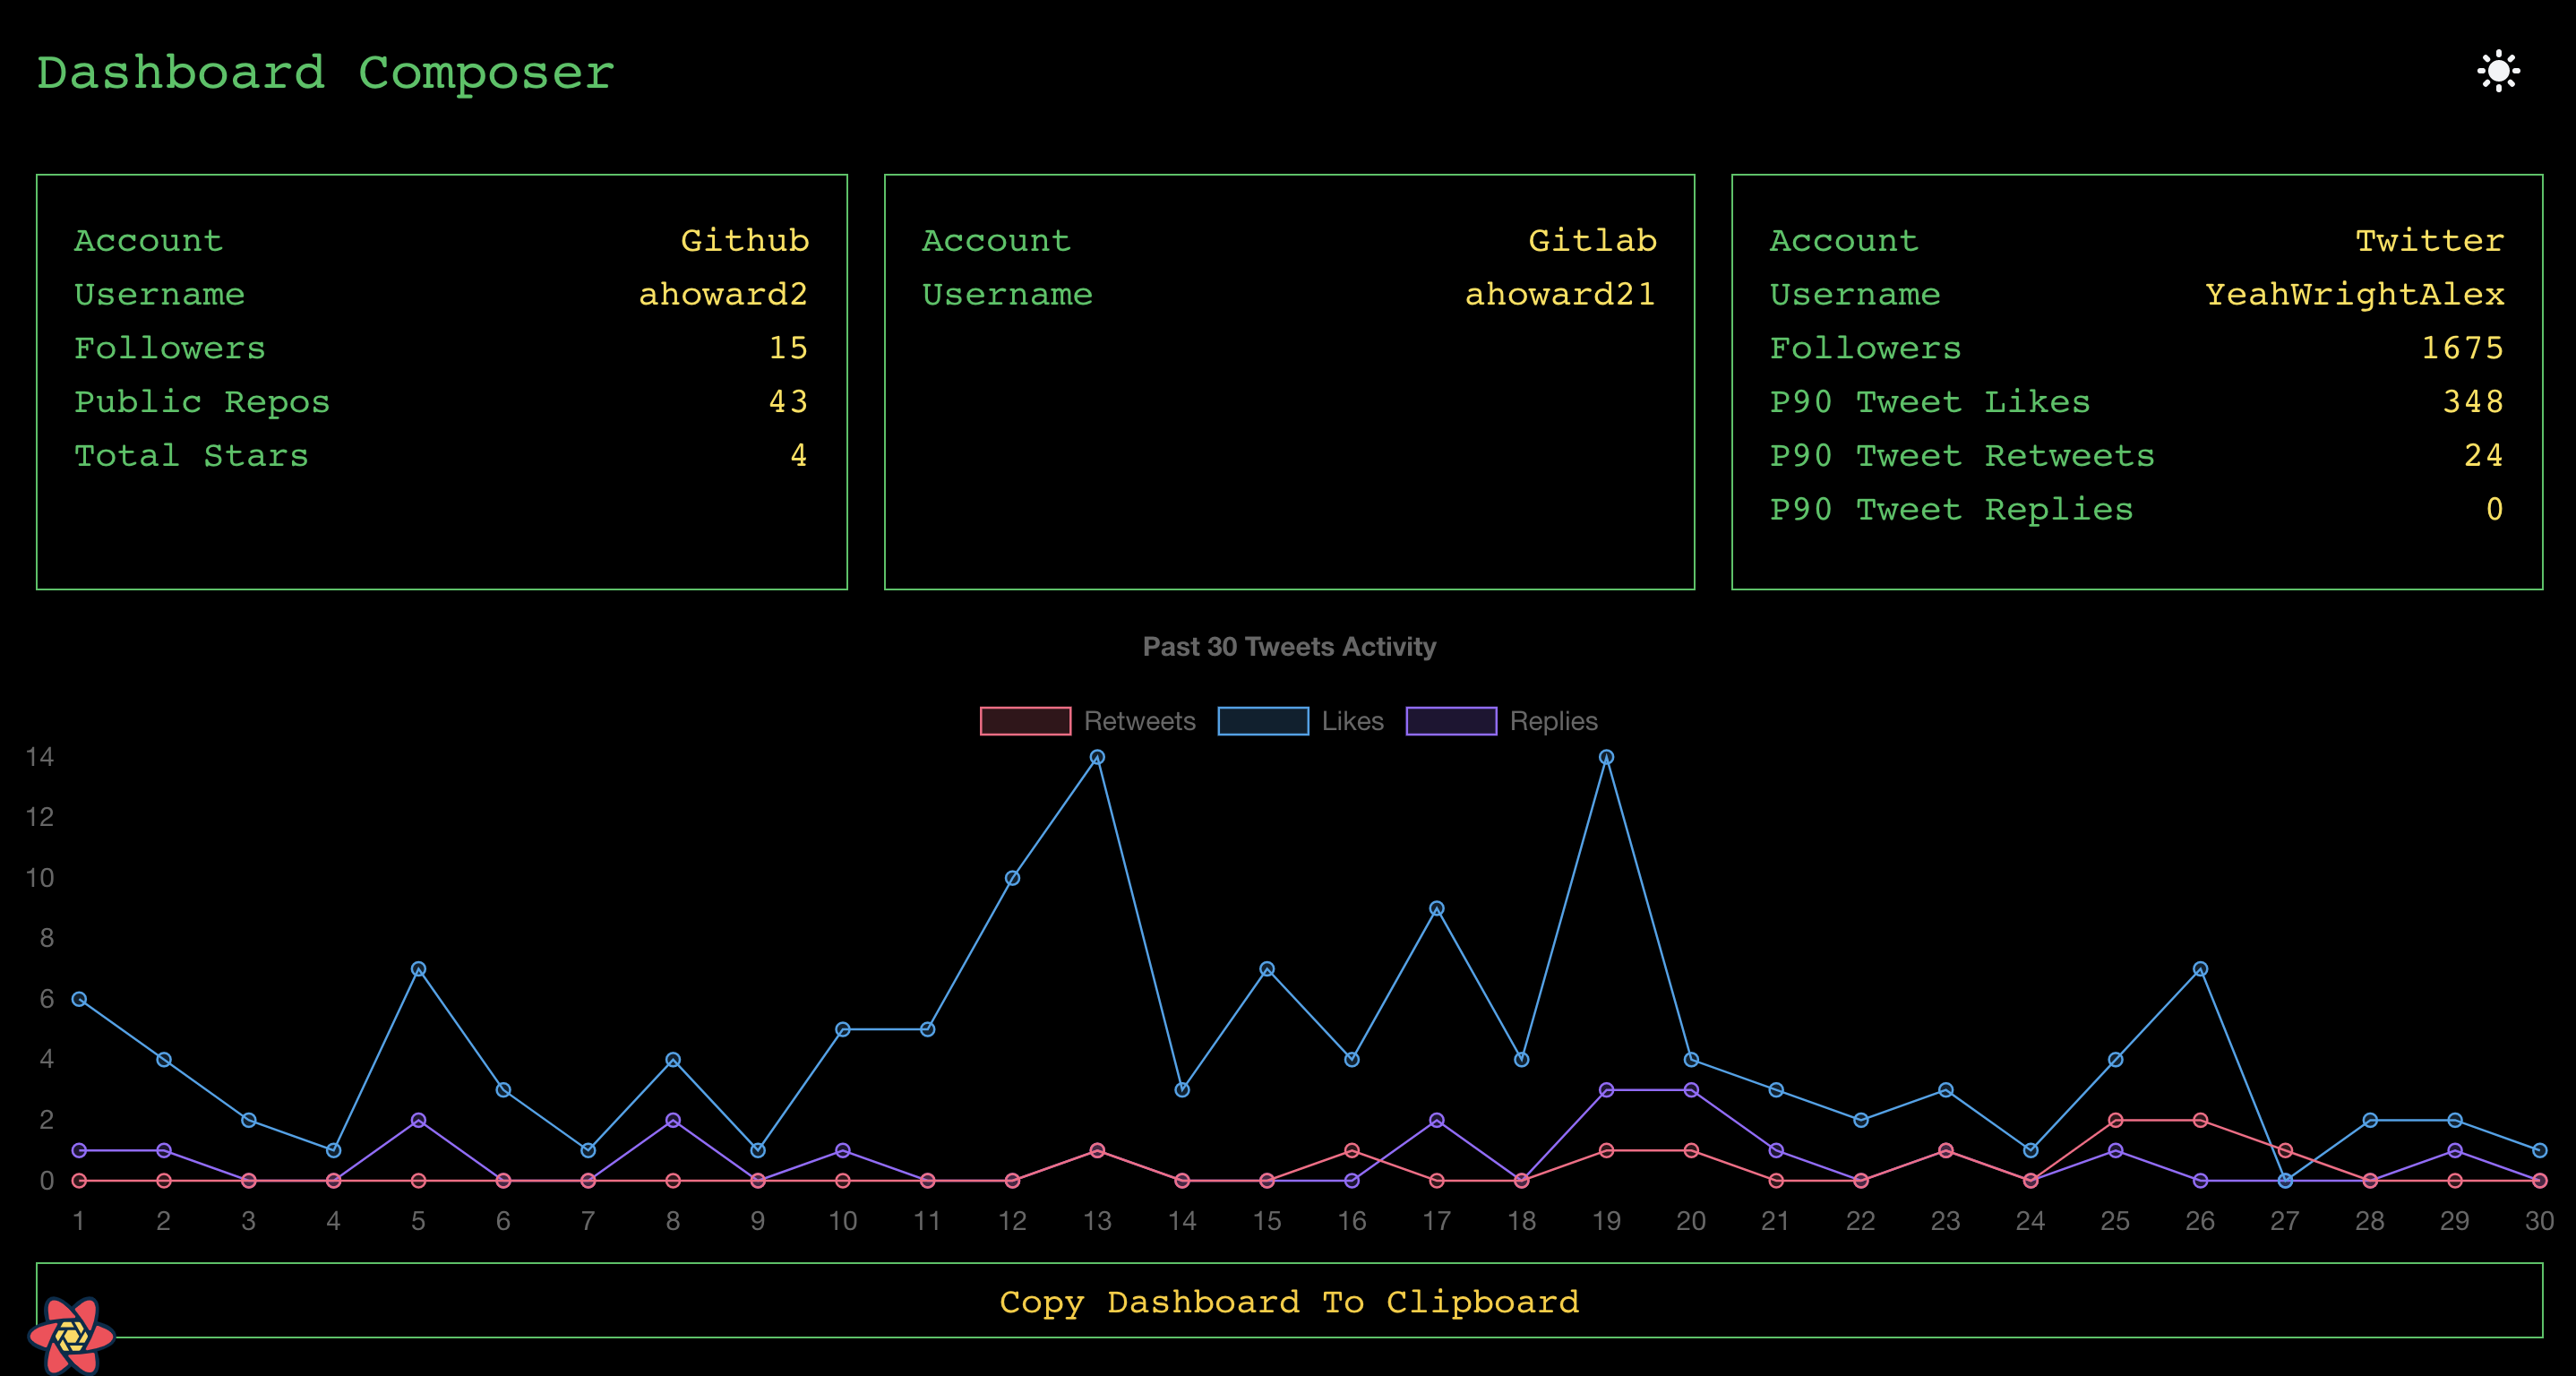 Dashboard Composer
Account Github
Username ahoward2
Followers 15
Public Repos 43
Total Stars 4
Account Gitlab
Username ahoward21
Account Twitter
Username YeahWrightAlex
Followers 1675
P90 Tweet Likes 348
P90 Tweet Retweets 24
P90 Tweet Replies 0
Past 30 Tweets Activity
Retweets Likes Replies
14
12
10
8
6
4
2
0
1 2 3 4 5 6 7 8 9 10 11 12 13 14 15 16 17 18 19 20 21 22 23 24 25 26 27 28 29 30
Copy Dashboard To Clipboard